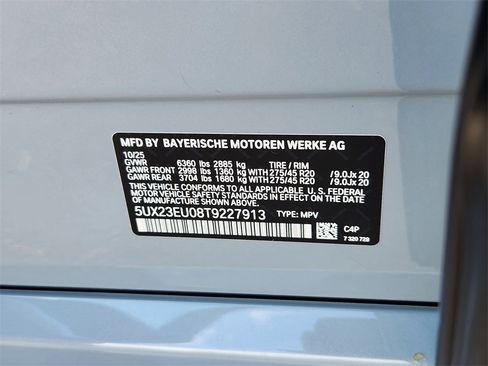 MFD BY BAYERISCHE MOTOREN WERKE AG
10/25
GVWR 6360 lbs 2885 kg TIRE / RIM
GAWR FRONT 2998 lbs 1360 kg WITH 275/45 R20 /9.0Jx 20
GAWR REAR 3704 lbs 1680 kg WITH 275/45 R20 /9.0Jx 20
THIS VEHICLE CONFORMS TO ALL APPLICABLE U.S.
FEDERAL MOTOR VEHICLE SAFETY STANDARDS IN EFFECT
ON THE DATE OF MANUFACTURE SHOWN ABOVE.
5UX23EU08T9227913 TYPE: MPV
C4P
7 320 729